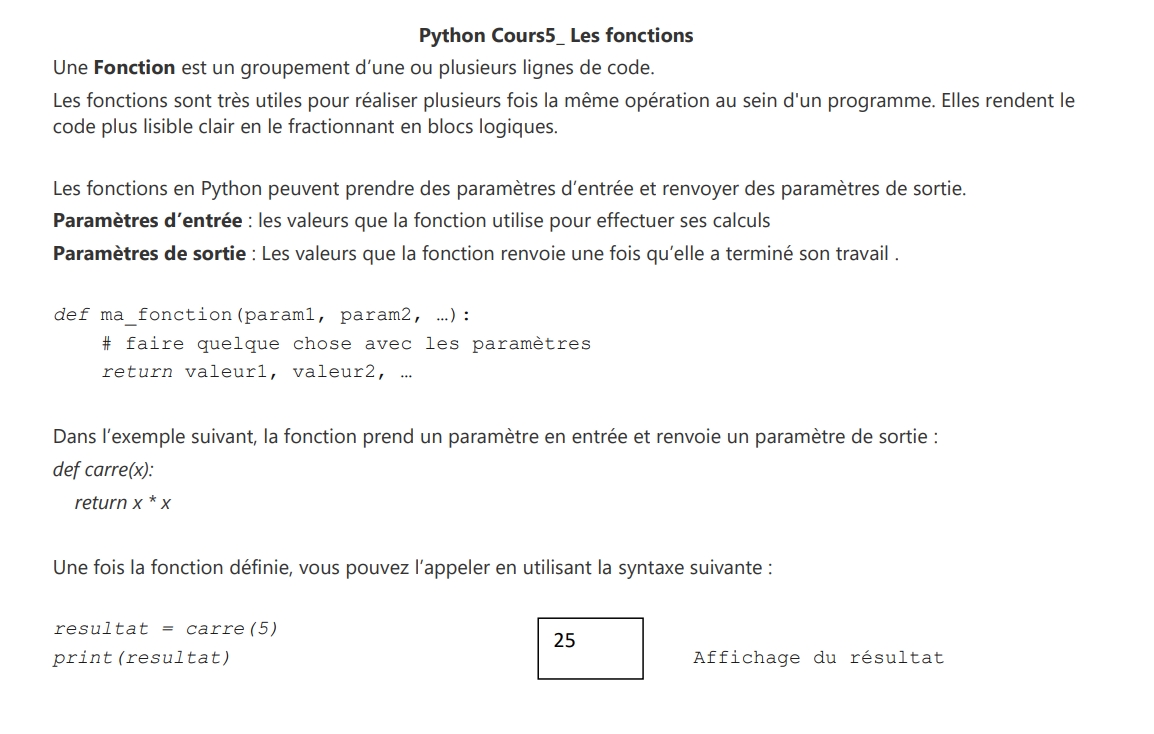 Python Cours5_ Les fonctions
Une Fonction est un groupement d’une ou plusieurs lignes de code.
Les fonctions sont très utiles pour réaliser plusieurs fois la même opération au sein d'un programme. Elles rendent le
code plus lisible clair en le fractionnant en blocs logiques.
Les fonctions en Python peuvent prendre des paramètres d’entrée et renvoyer des paramètres de sortie.
Paramètres d’entrée : les valeurs que la fonction utilise pour effectuer ses calculs
Paramètres de sortie : Les valeurs que la fonction renvoie une fois qu’elle a terminé son travail .
def ma_fonction(param1, param2, …):
    # faire quelque chose avec les paramètres
    return valeur1, valeur2, …
Dans l’exemple suivant, la fonction prend un paramètre en entrée et renvoie un paramètre de sortie :
def carre(x):
    return x * x
Une fois la fonction définie, vous pouvez l’appeler en utilisant la syntaxe suivante :
resultat = carre(5)
print(resultat)
25
Affichage du résultat